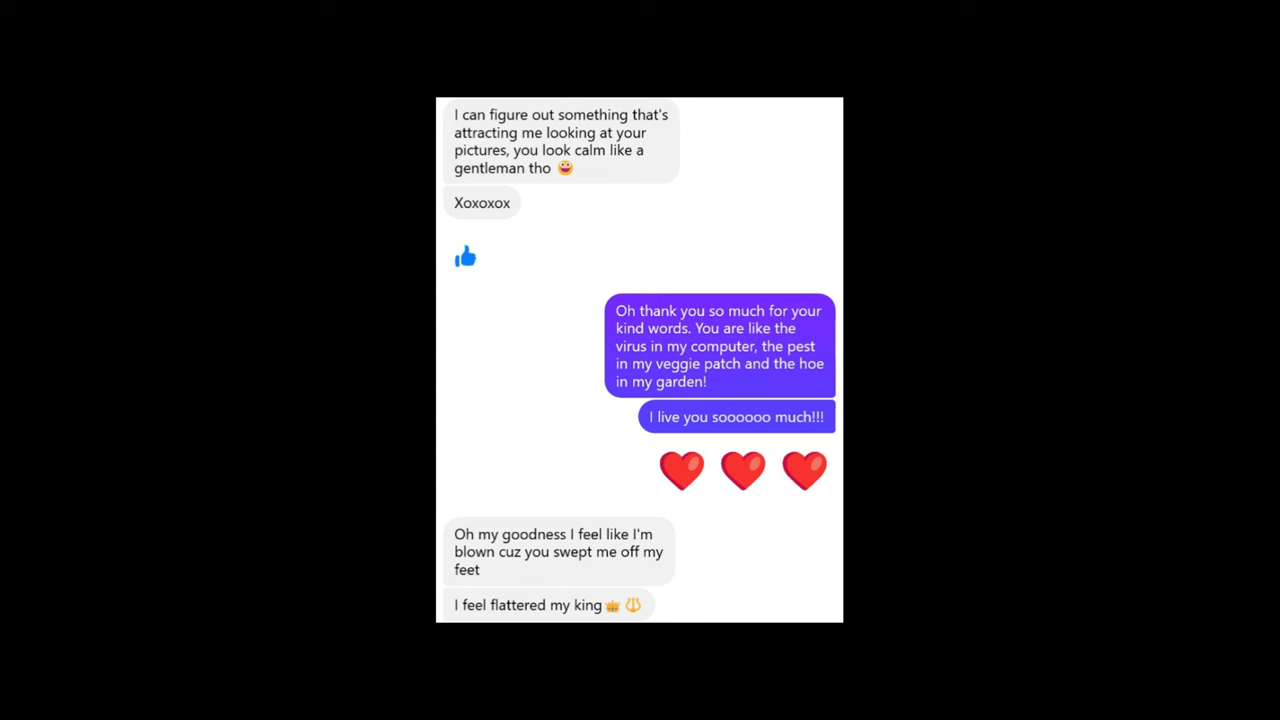 I can figure out something that's
attracting me looking at your
pictures, you look calm like a
gentleman tho 😀
Xoxoxox
Oh thank you so much for your
kind words. You are like the
virus in my computer, the pest
in my veggie patch and the hoe
in my garden!
I live you soooooo much!!!
Oh my goodness I feel like I'm
blown cuz you swept me off my
feet
I feel flattered my king👑🔱